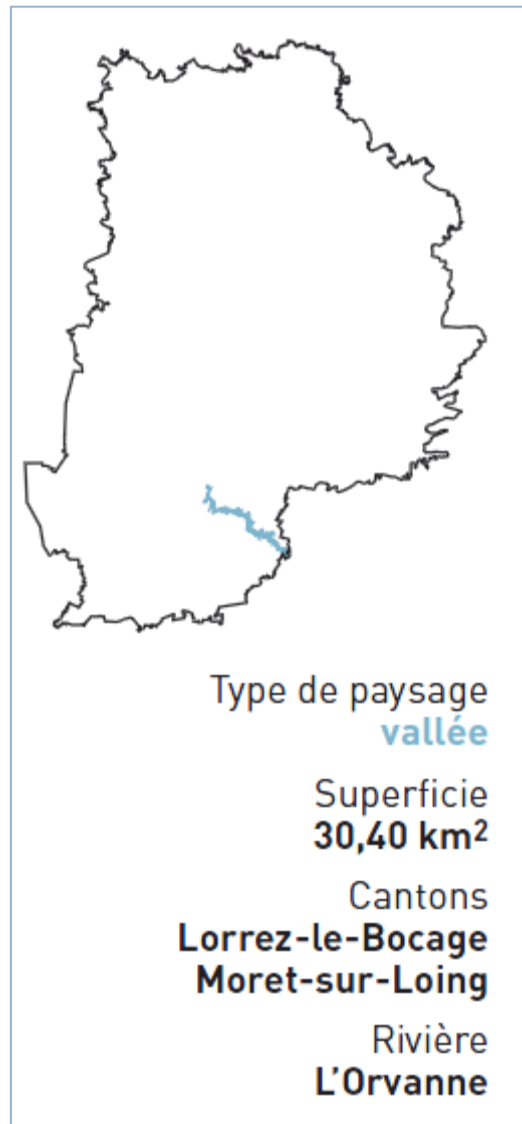 Type de paysage
vallée
Superficie
30,40 km²
Cantons
Lorrez-le-Bocage
Moret-sur-Loing
Rivière
L'Orvanne